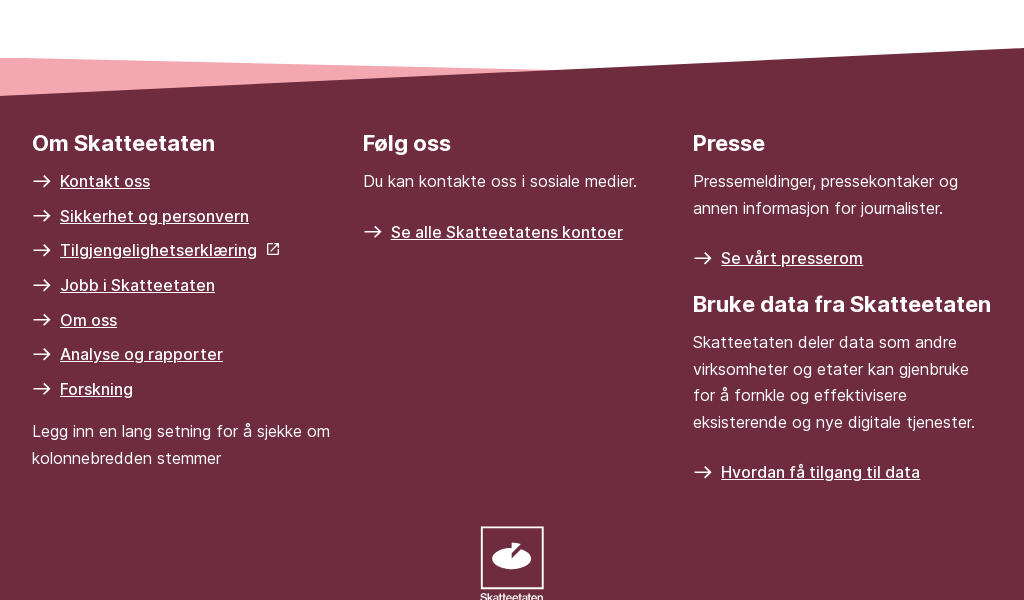 Om Skatteetaten
Kontakt oss
Sikkerhet og personvern
Tilgjengelighetserklæring
Jobb i Skatteetaten
Om oss
Analyse og rapporter
Forskning
Legg inn en lang setning for å sjekke om
kolonnebredden stemmer
Følg oss
Du kan kontakte oss i sosiale medier.
Se alle Skatteetatens kontoer
Presse
Pressemeldinger, pressekontaker og
annen informasjon for journalister.
Se vårt presserom
Bruke data fra Skatteetaten
Skatteetaten deler data som andre
virksomheter og etater kan gjenbruke
for å fornkle og effektivisere
eksisterende og nye digitale tjenester.
Hvordan få tilgang til data
Skatteetaten